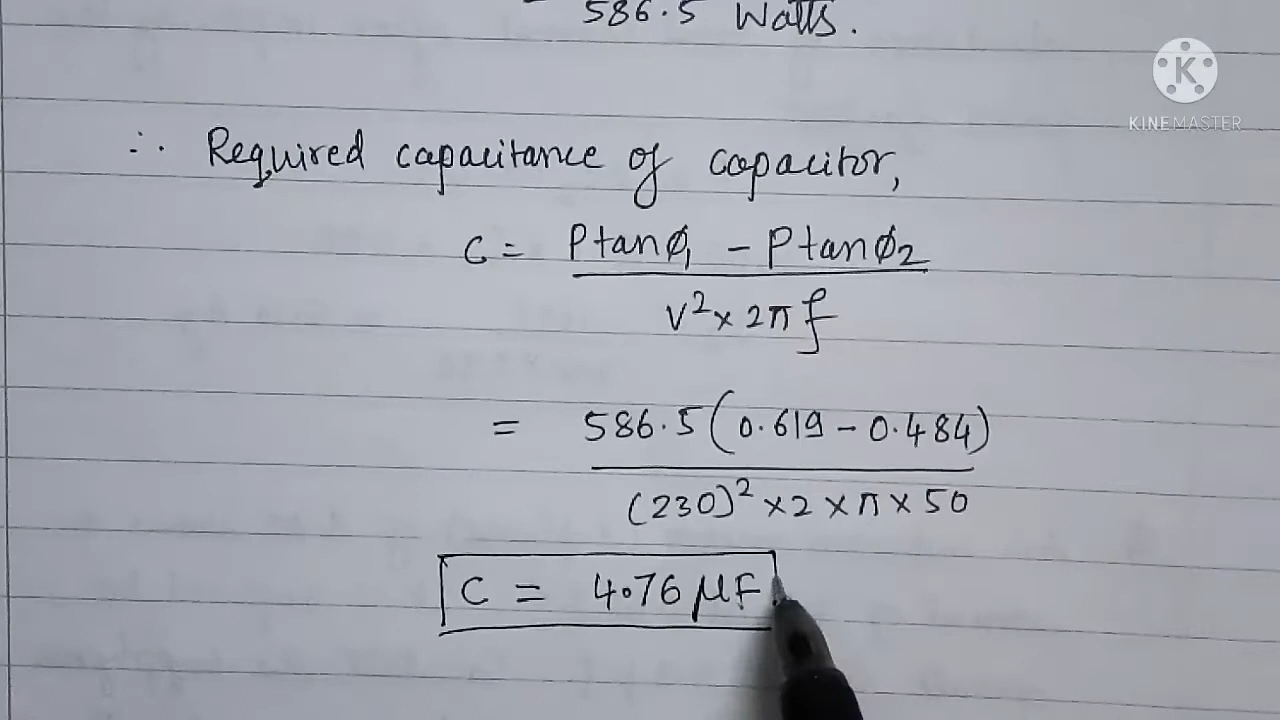 586.5 Watts.
K
KINEMASTER
∴ Required capacitance of capacitor,
C = Ptanϕ1 - Ptanϕ2
V² × 2π f
= 586.5(0.619 - 0.484)
(230)² × 2 × π × 50
C = 4.76 μF.